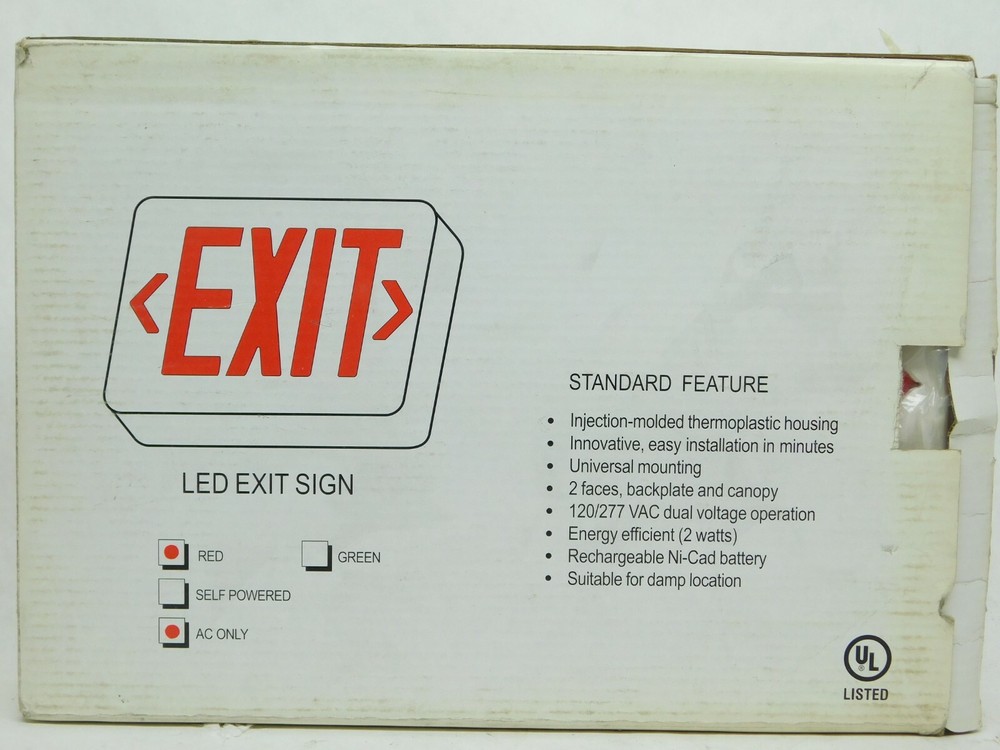 <EXIT>
LED EXIT SIGN
RED
GREEN
SELF POWERED
AC ONLY
STANDARD FEATURE
• Injection-molded thermoplastic housing
• Innovative, easy installation in minutes
• Universal mounting
• 2 faces, backplate and canopy
• 120/277 VAC dual voltage operation
• Energy efficient (2 watts)
• Rechargeable Ni-Cad battery
• Suitable for damp location
UL ®
LISTED